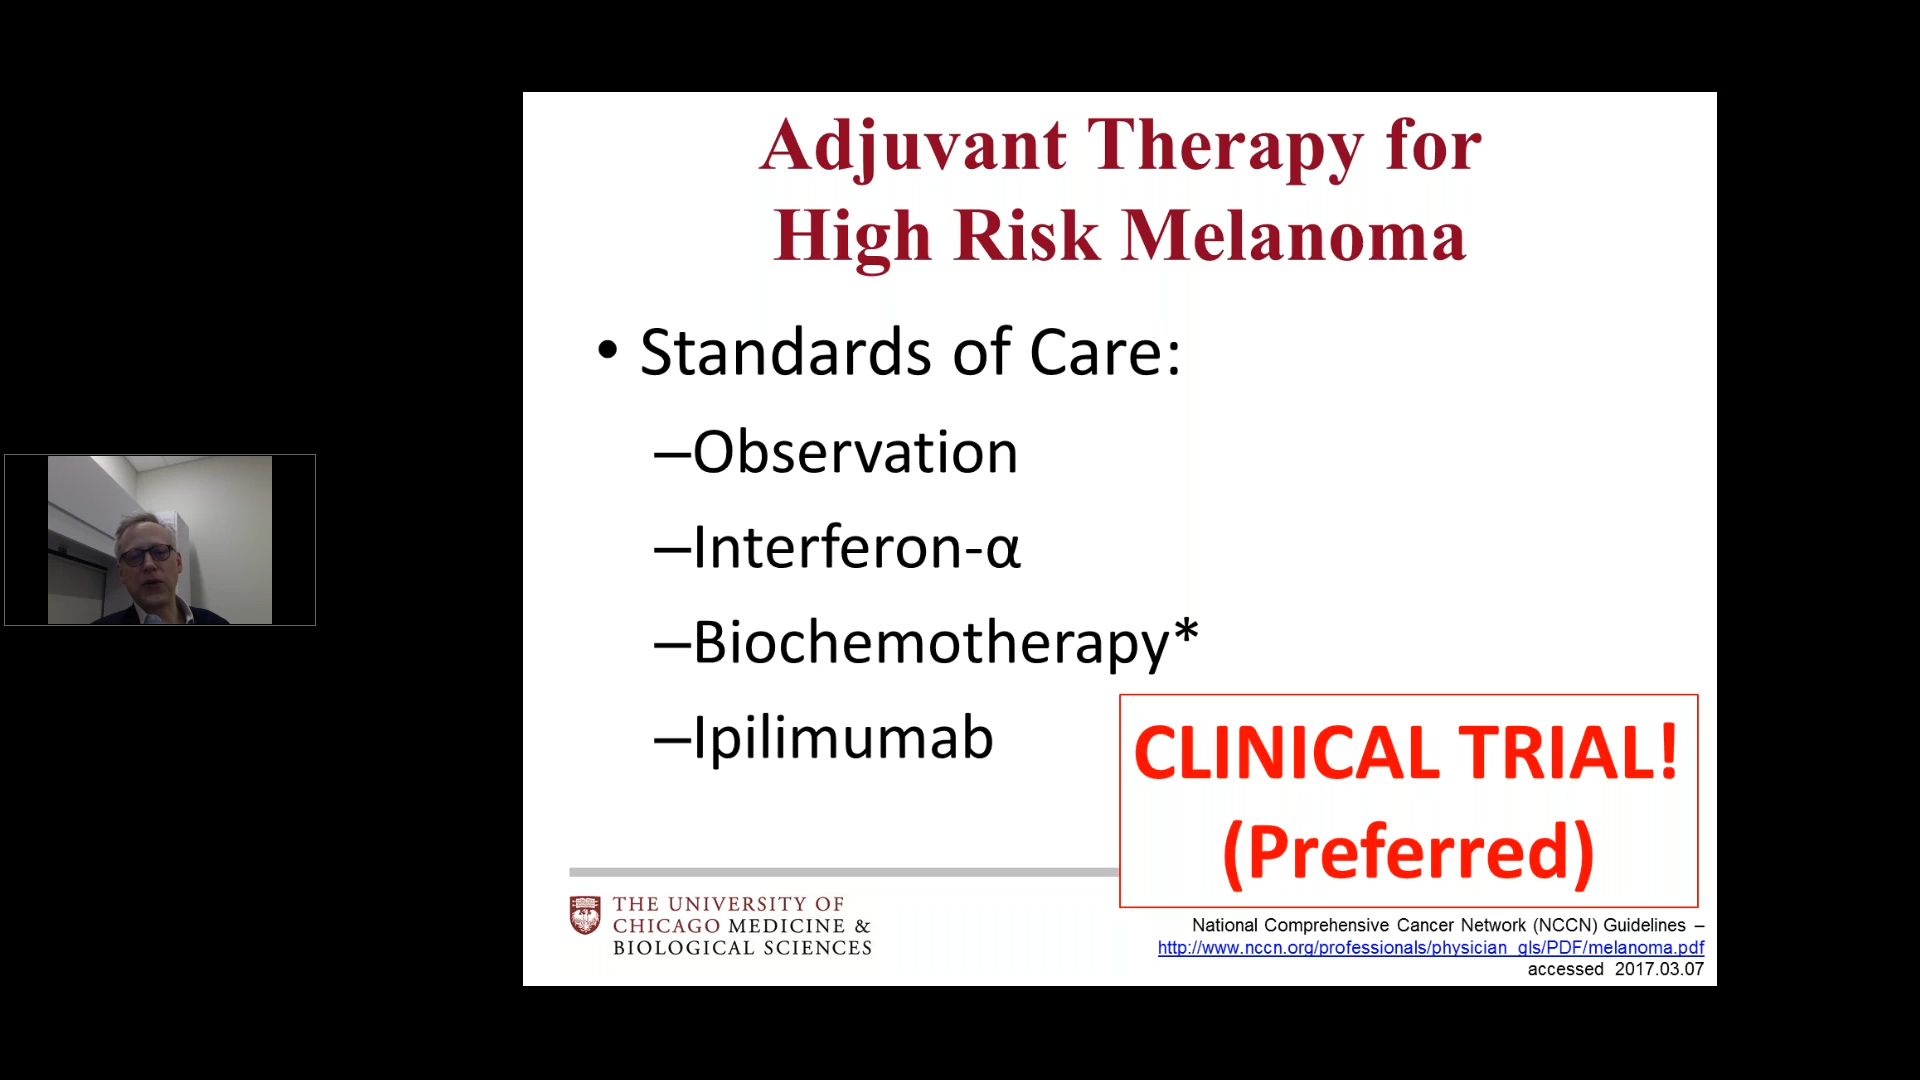 Adjuvant Therapy for
High Risk Melanoma
• Standards of Care:
–Observation
–Interferon-α
–Biochemotherapy*
–Ipilimumab
CLINICAL TRIAL!
(Preferred)
THE UNIVERSITY OF
CHICAGO MEDICINE &
BIOLOGICAL SCIENCES
National Comprehensive Cancer Network (NCCN) Guidelines –
http://www.nccn.org/professionals/physician_gls/PDF/melanoma.pdf
accessed 2017.03.07